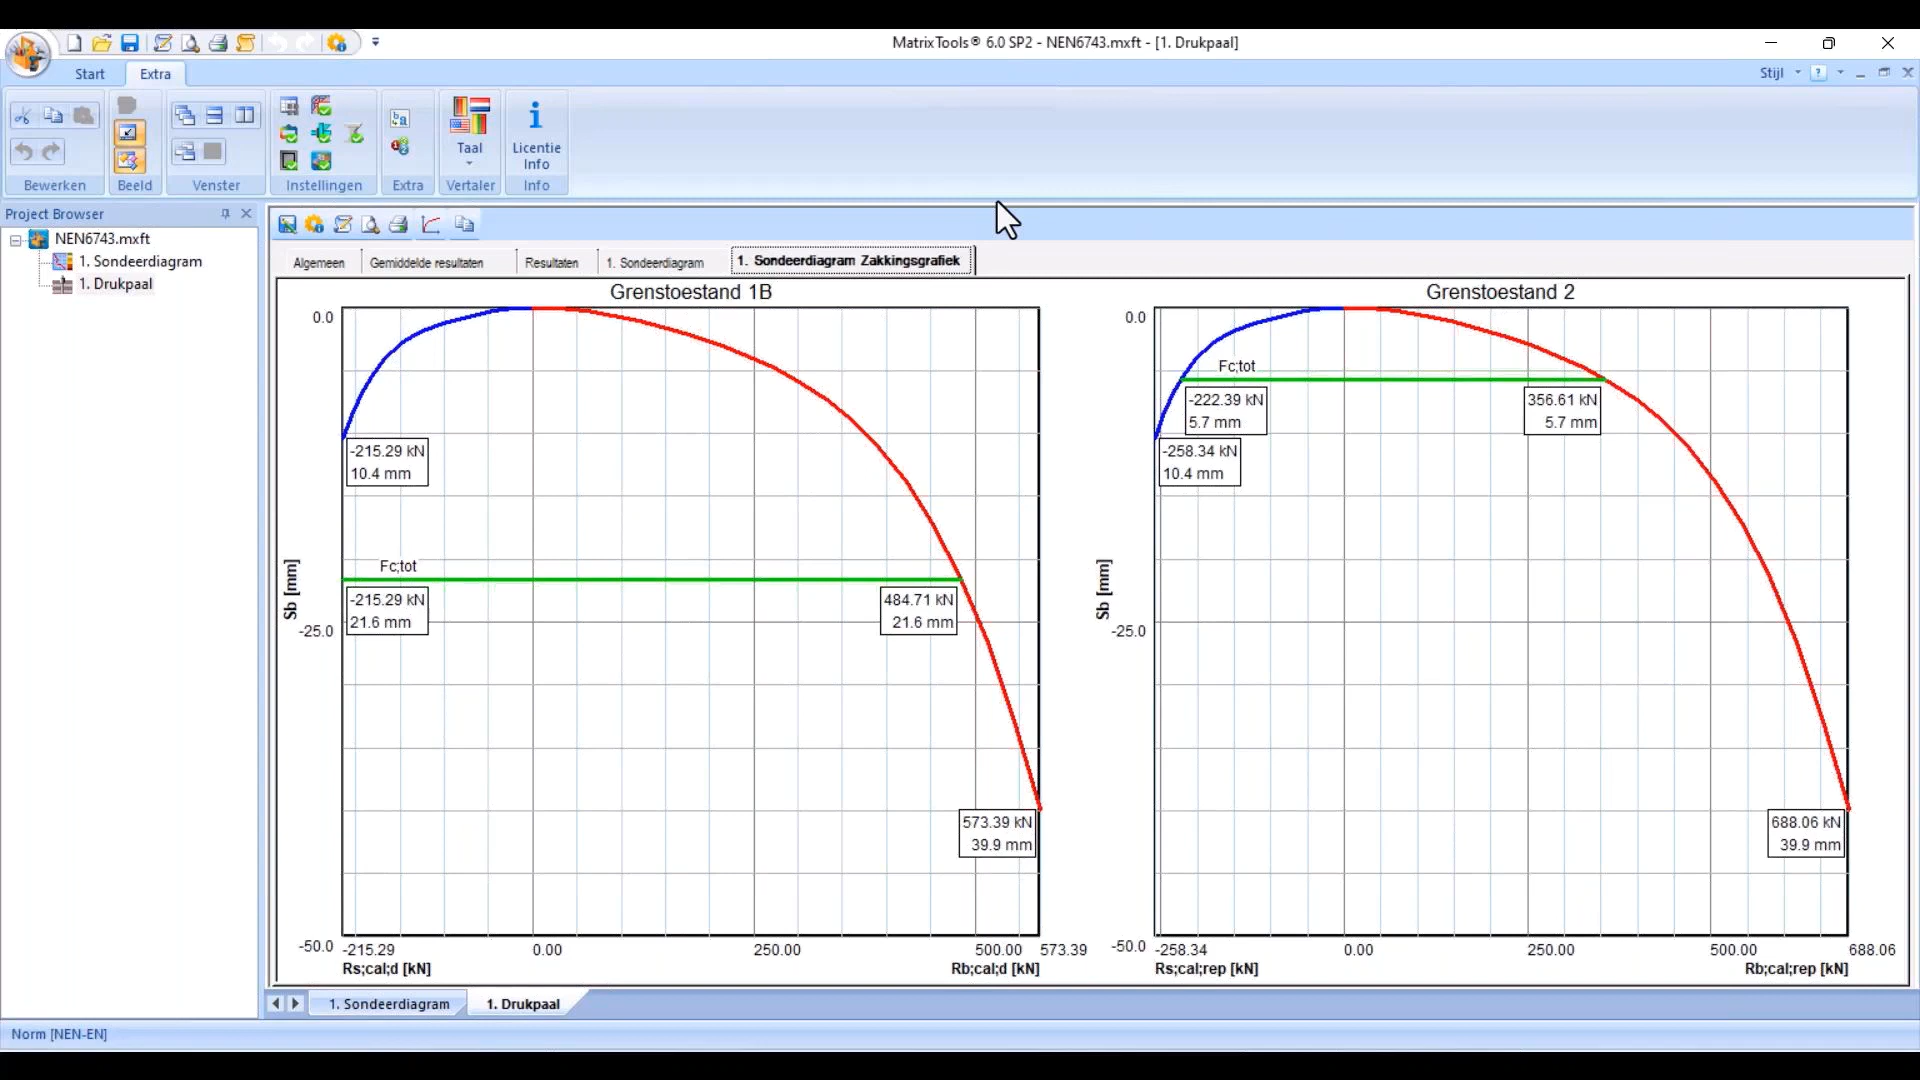 MatrixTools® 6.0 SP2 - NEN6743.mxft - [1. Drukpaal]
Start Extra Stijl
Taal Licentie Info
Bewerken Beeld Venster Instellingen Extra Vertaler Info
Project Browser
NEN6743.mxft
1. Sondeerdiagram
1. Drukpaal
Algemeen Gemiddelde resultaten Resultaten 1. Sondeerdiagram 1. Sondeerdiagram Zakkingsgrafiek
Grenstoestand 1B
0.0
-215.29 kN
10.4 mm
Fc;tot
-215.29 kN
21.6 mm
484.71 kN
21.6 mm
Sb [mm]
-25.0
573.39 kN
39.9 mm
-50.0
-215.29 0.00 250.00 500.00 573.39
Rs;cal;d [kN] Rb;cal;d [kN]
Grenstoestand 2
0.0
Fc;tot
-222.39 kN
5.7 mm
356.61 kN
5.7 mm
-258.34 kN
10.4 mm
Sb [mm]
-25.0
688.06 kN
39.9 mm
-50.0
-258.34 0.00 250.00 500.00 688.06
Rs;cal;rep [kN] Rb;cal;rep [kN]
1. Sondeerdiagram 1. Drukpaal
Norm [NEN-EN]